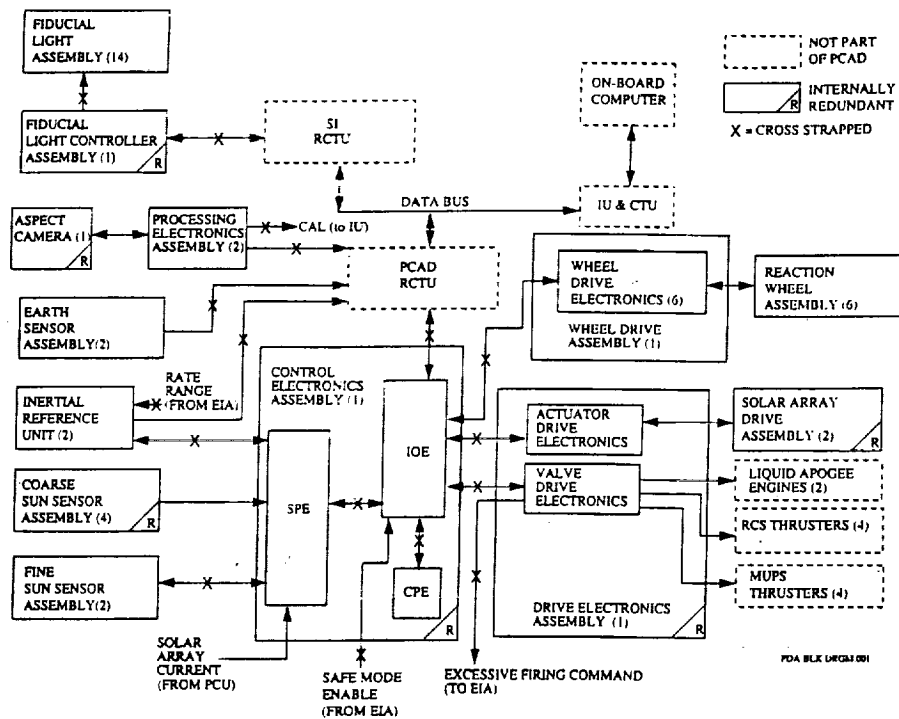 FIDUCIAL
LIGHT
ASSEMBLY (14)
NOT PART
OF PCAD
ON-BOARD
COMPUTER
INTERNALLY
REDUNDANT
R
X = CROSS STRAPPED
FIDUCIAL
LIGHT CONTROLLER
ASSEMBLY (1)
R
X
X
SI
RCTU
DATA BUS
IU & CTU
ASPECT
CAMERA (1)
R
PROCESSING
ELECTRONICS
ASSEMBLY (2)
X
CAL (to IU)
X
PCAD
RCTU
WHEEL
DRIVE
ELECTRONICS (6)
WHEEL DRIVE
ASSEMBLY (1)
REACTION
WHEEL
ASSEMBLY (6)
EARTH
SENSOR
ASSEMBLY (2)
X
X
X
X
RATE
RANGE
(FROM EIA)
X
INERTIAL
REFERENCE
UNIT (2)
X
CONTROL
ELECTRONICS
ASSEMBLY (1)
IOE
X
ACTUATOR
DRIVE
ELECTRONICS
SOLAR ARRAY
DRIVE
ASSEMBLY (2)
R
COARSE
SUN SENSOR
ASSEMBLY (4)
R
SPE
X
X
VALVE
DRIVE
ELECTRONICS
LIQUID APOGEE
ENGINES (2)
RCS THRUSTERS (4)
FINE
SUN SENSOR
ASSEMBLY (2)
X
X
CPE
R
MUPS
THRUSTERS (4)
DRIVE ELECTRONICS
ASSEMBLY (1)
R
SOLAR
ARRAY
CURRENT
(FROM PCU)
X
SAFE MODE
ENABLE
(FROM EIA)
X
EXCESSIVE FIRING COMMAND
(TO EIA)
PDA BLK DRGM 001